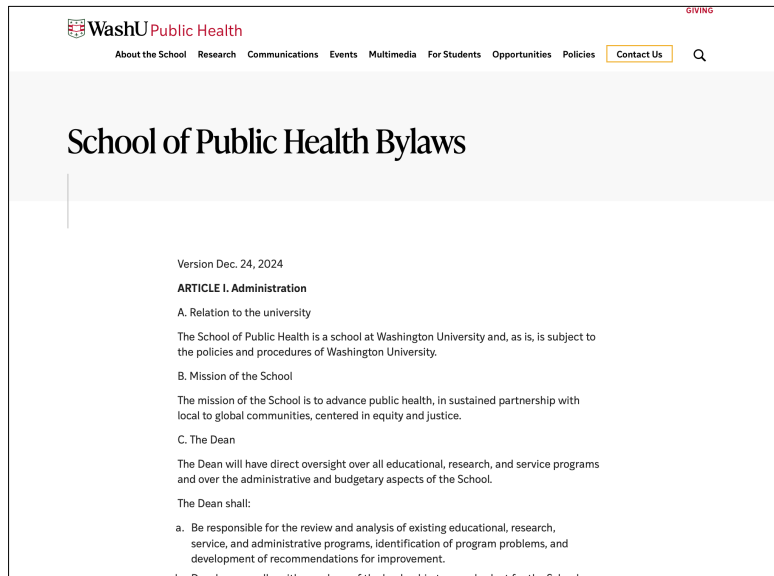 GIVING
WashU Public Health
About the School Research Communications Events Multimedia For Students Opportunities Policies Contact Us
School of Public Health Bylaws
Version Dec. 24, 2024
ARTICLE I. Administration
A. Relation to the university
The School of Public Health is a school at Washington University and, as is, is subject to
the policies and procedures of Washington University.
B. Mission of the School
The mission of the School is to advance public health, in sustained partnership with
local to global communities, centered in equity and justice.
C. The Dean
The Dean will have direct oversight over all educational, research, and service programs
and over the administrative and budgetary aspects of the School.
The Dean shall:
a. Be responsible for the review and analysis of existing educational, research,
service, and administrative programs, identification of program problems, and
development of recommendations for improvement.